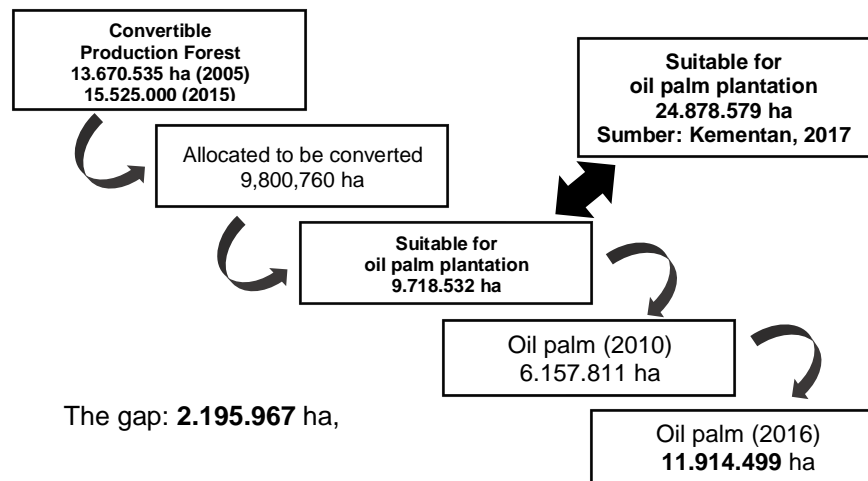 Convertible
Production Forest
13.670.535 ha (2005)
15.525.000 (2015)
Suitable for
oil palm plantation
24.878.579 ha
Sumber: Kementan, 2017
Allocated to be converted
9,800,760 ha
Suitable for
oil palm plantation
9.718.532 ha
Oil palm (2010)
6.157.811 ha
The gap: 2.195.967 ha,
Oil palm (2016)
11.914.499 ha